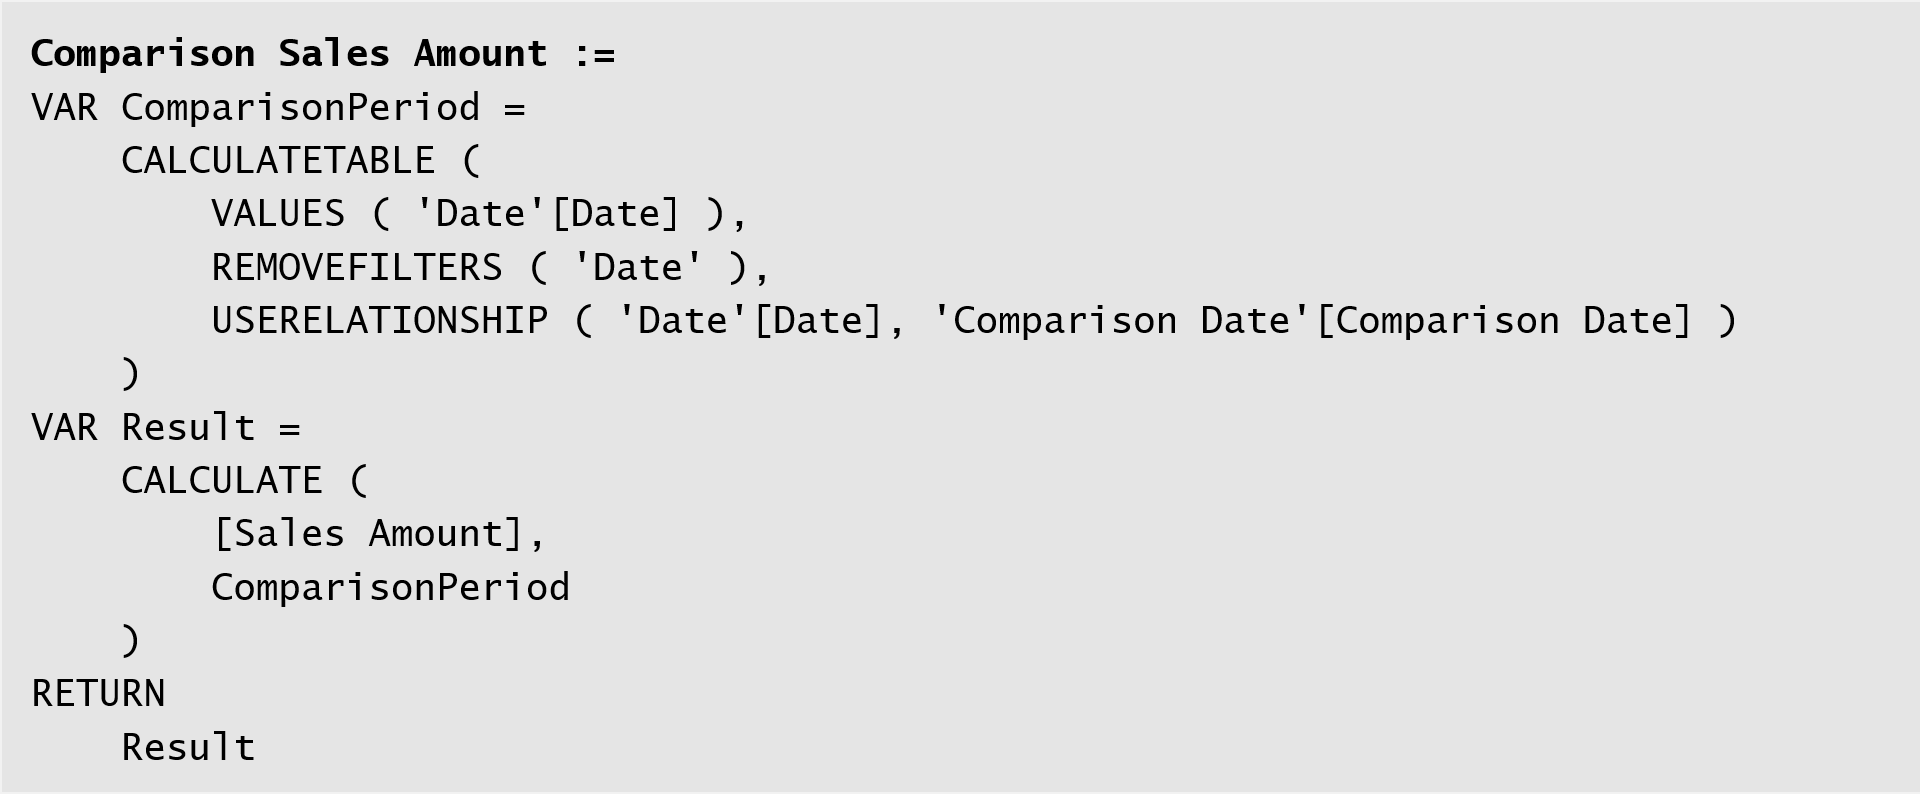 Comparison Sales Amount :=
VAR ComparisonPeriod =
    CALCULATETABLE (
        VALUES ( 'Date'[Date] ),
        REMOVEFILTERS ( 'Date' ),
        USERELATIONSHIP ( 'Date'[Date], 'Comparison Date'[Comparison Date] )
    )
VAR Result =
    CALCULATE (
        [Sales Amount],
        ComparisonPeriod
    )
RETURN
    Result